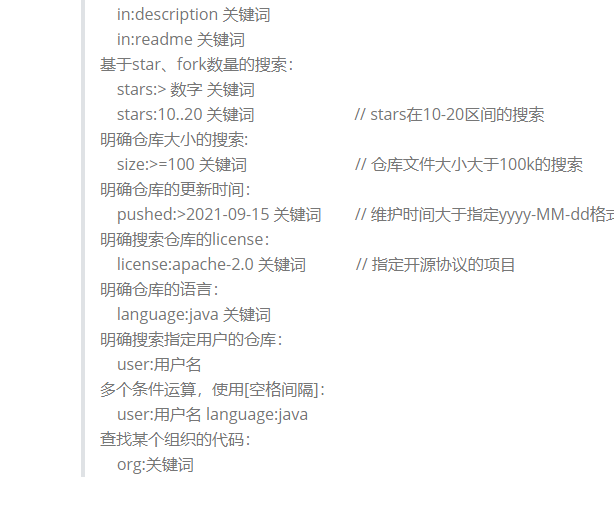 in:description 关键词
in:readme 关键词
基于star、fork数量的搜索：
stars:> 数字 关键词
stars:10..20 关键词 // stars在10-20区间的搜索
明确仓库大小的搜索:
size:>=100 关键词 // 仓库文件大小大于100k的搜索
明确仓库的更新时间：
pushed:>2021-09-15 关键词 // 维护时间大于指定yyyy-MM-dd格式
明确搜索仓库的license：
license:apache-2.0 关键词 // 指定开源协议的项目
明确仓库的语言：
language:java 关键词
明确搜索指定用户的仓库：
user:用户名
多个条件运算，使用[空格间隔]：
user:用户名 language:java
查找某个组织的代码：
org:关键词